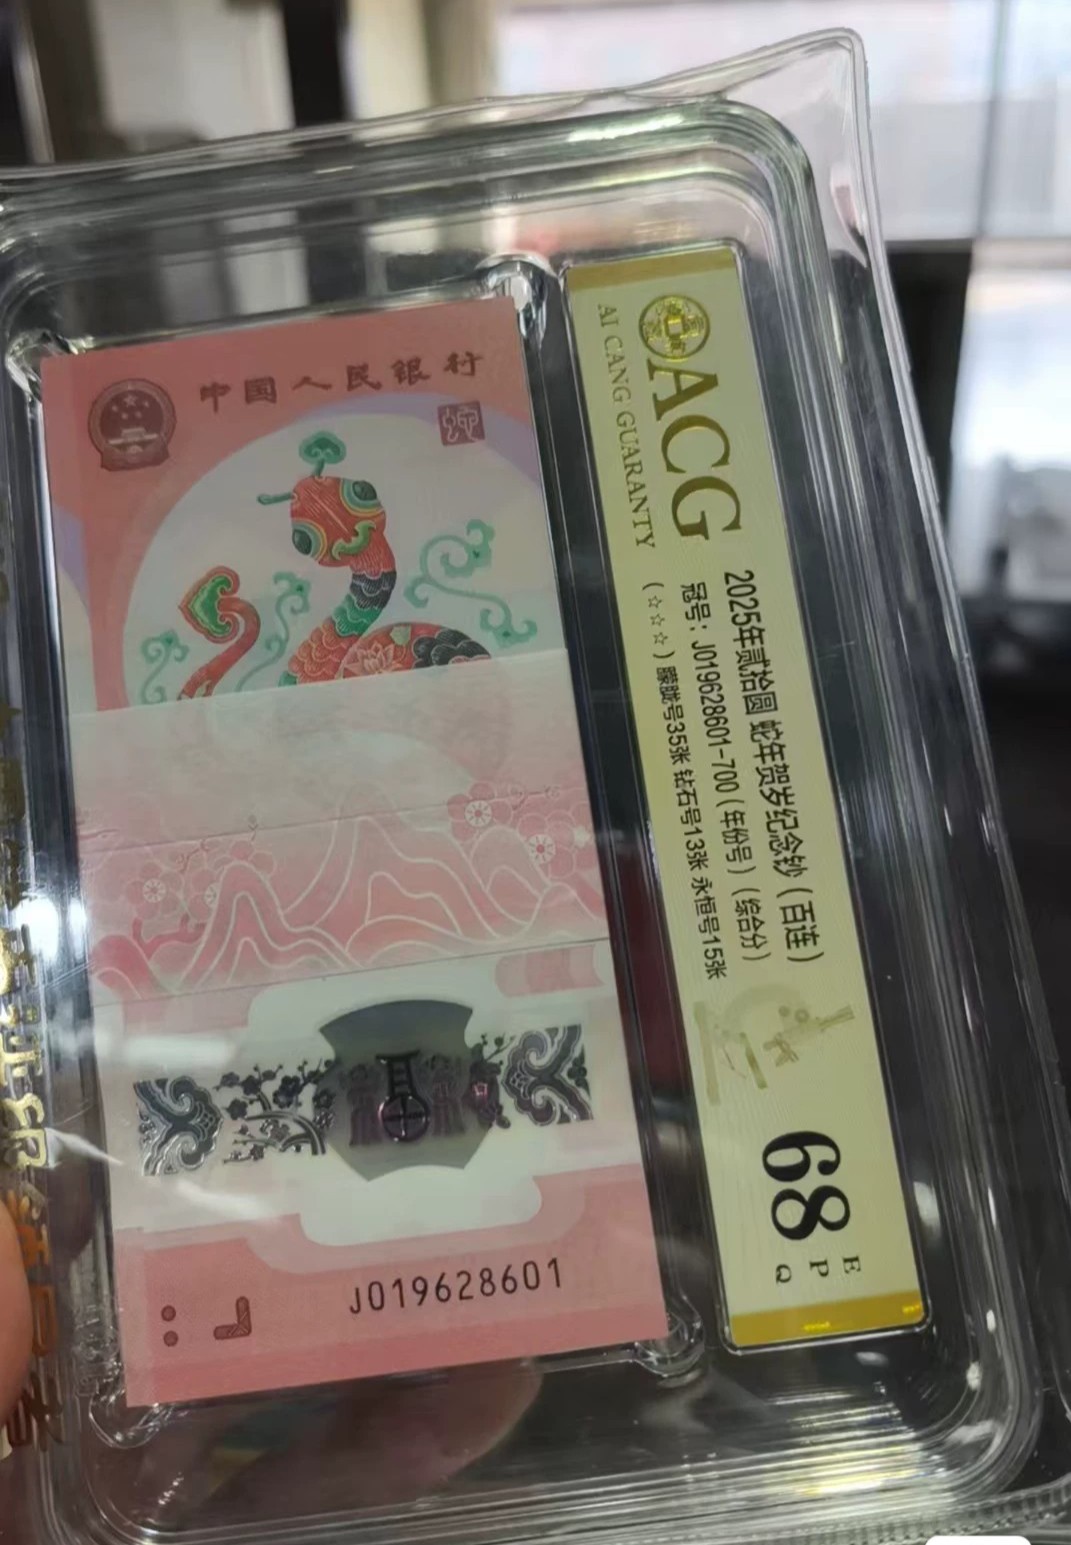 中国人民银行
J019628601
ACG
AI CANG GUARANTY
2025年贰拾圆 蛇年贺岁纪念钞（百连）
冠号：J019628601-700（年份号）（综合分）
（☆☆☆）朦胧号35张 钻石号13张 永恒号15张
68
E
P
Q